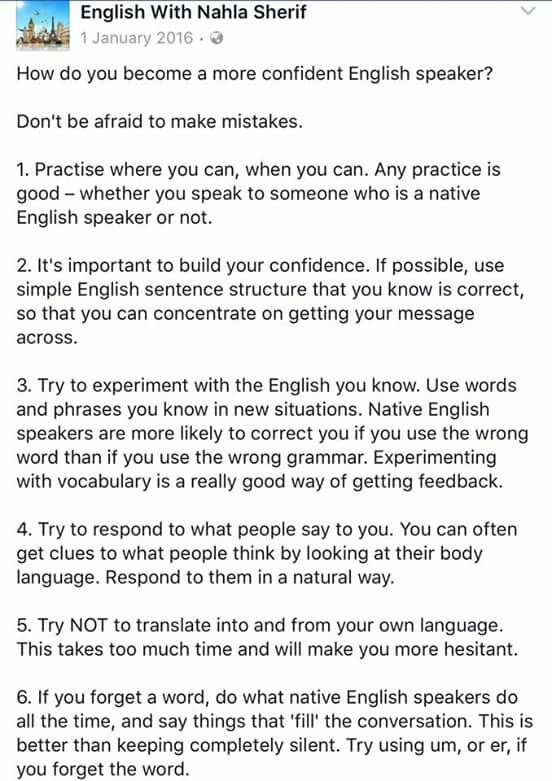 English With Nahla Sherif
1 January 2016 ·
How do you become a more confident English speaker?
Don't be afraid to make mistakes.
1. Practise where you can, when you can. Any practice is
good – whether you speak to someone who is a native
English speaker or not.
2. It's important to build your confidence. If possible, use
simple English sentence structure that you know is correct,
so that you can concentrate on getting your message
across.
3. Try to experiment with the English you know. Use words
and phrases you know in new situations. Native English
speakers are more likely to correct you if you use the wrong
word than if you use the wrong grammar. Experimenting
with vocabulary is a really good way of getting feedback.
4. Try to respond to what people say to you. You can often
get clues to what people think by looking at their body
language. Respond to them in a natural way.
5. Try NOT to translate into and from your own language.
This takes too much time and will make you more hesitant.
6. If you forget a word, do what native English speakers do
all the time, and say things that 'fill' the conversation. This is
better than keeping completely silent. Try using um, or er, if
you forget the word.